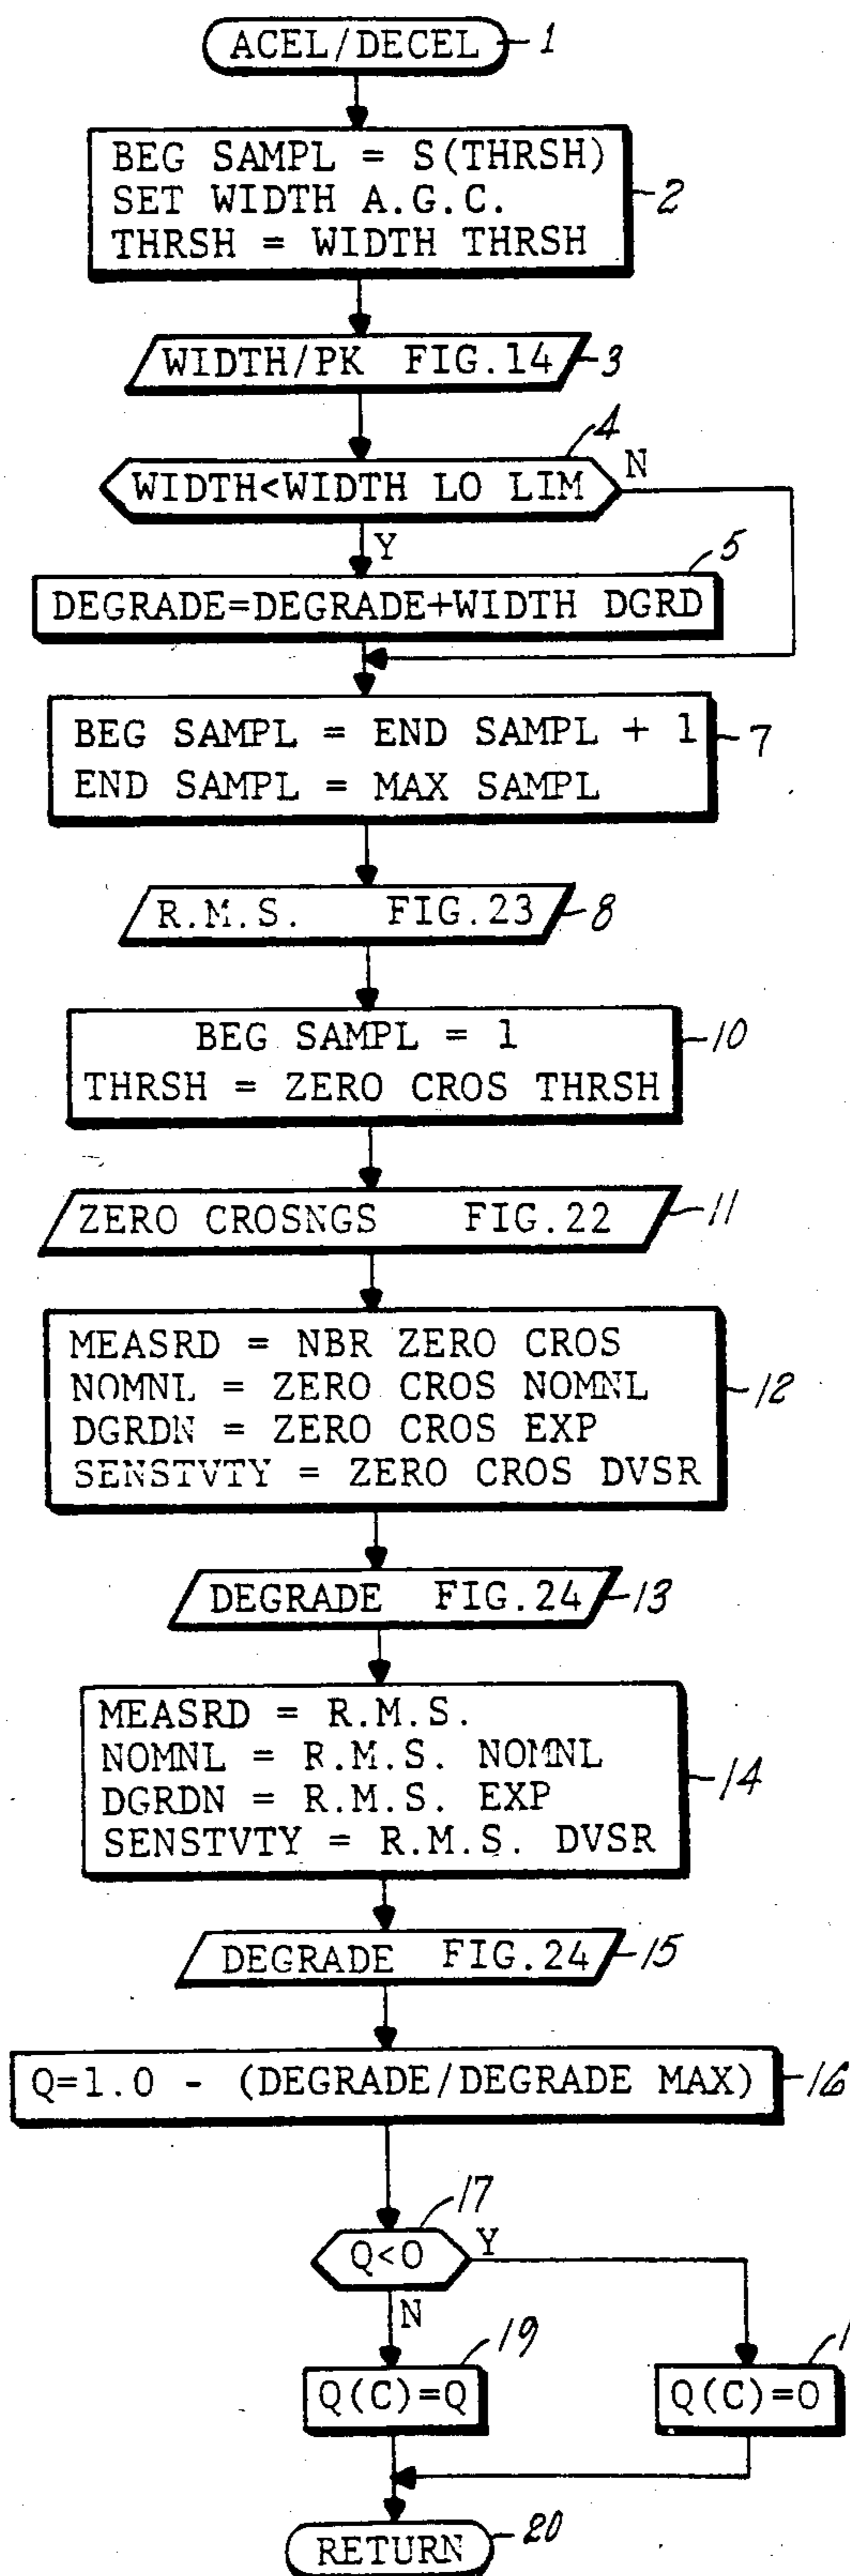 ACEL/DECEL 1
BEG SAMPL = S(THRSH)
SET WIDTH A.G.C. 2
THRSH = WIDTH THRSH
WIDTH/PK FIG.14 3
4
WIDTH<WIDTH LO LIM N
Y
5
DEGRADE=DEGRADE+WIDTH DGRD
BEG SAMPL = END SAMPL + 1 7
END SAMPL = MAX SAMPL
R.M.S. FIG.23 8
BEG SAMPL = 1 10
THRSH = ZERO CROS THRSH
ZERO CROSNGS FIG.22 11
MEASRD = NBR ZERO CROS
NOMNL = ZERO CROS NOMNL 12
DGRDN = ZERO CROS EXP
SENSTVTY = ZERO CROS DVSR
DEGRADE FIG.24 13
MEASRD = R.M.S.
NOMNL = R.M.S. NOMNL 14
DGRDN = R.M.S. EXP
SENSTVTY = R.M.S. DVSR
DEGRADE FIG.24 15
Q=1.0 - (DEGRADE/DEGRADE MAX) 16
17
Q<0 Y
N
19
Q(C)=Q Q(C)=0
RETURN 20